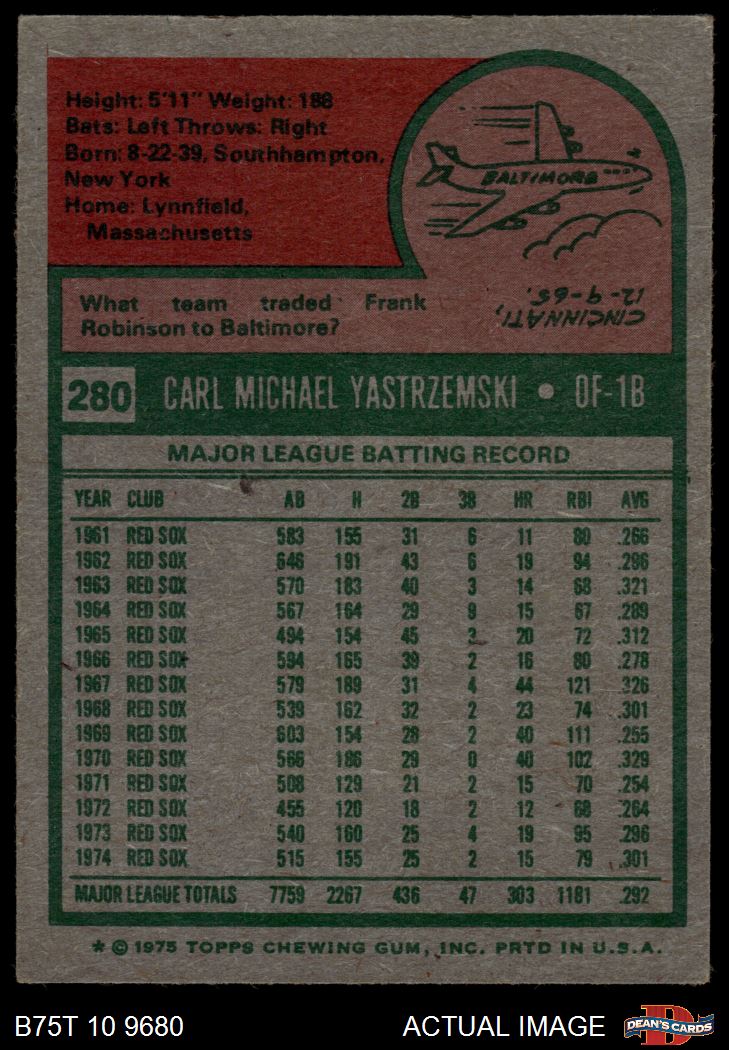 Height: 5'11" Weight: 188
Bats: Left Throws: Right
Born: 8-22-39, Southhampton,
New York
Home: Lynnfield,
Massachusetts
BALTIMORE
What team traded Frank
Robinson to Baltimore?
CINCINNATI,
12-9-65.
280 CARL MICHAEL YASTRZEMSKI • OF-1B
MAJOR LEAGUE BATTING RECORD
YEAR CLUB AB H 2B 3B HR RBI AVG
1961 RED SOX 583 155 31 6 11 80 .266
1962 RED SOX 646 191 43 6 19 94 .296
1963 RED SOX 570 183 40 3 14 68 .321
1964 RED SOX 567 164 29 9 15 67 .289
1965 RED SOX 494 154 45 3 20 72 .312
1966 RED SOX 594 165 39 2 16 80 .278
1967 RED SOX 579 189 31 4 44 121 .326
1968 RED SOX 539 162 32 2 23 74 .301
1969 RED SOX 603 154 28 2 40 111 .255
1970 RED SOX 566 186 29 0 40 102 .329
1971 RED SOX 508 129 21 2 15 70 .254
1972 RED SOX 455 120 18 2 12 68 .264
1973 RED SOX 540 160 25 4 19 95 .296
1974 RED SOX 515 155 25 2 15 79 .301
MAJOR LEAGUE TOTALS 7759 2267 436 47 303 1181 .292
* © 1975 TOPPS CHEWING GUM, INC. PRTD IN U.S.A.
B75T 10 9680 ACTUAL IMAGE DEAN'S CARDS